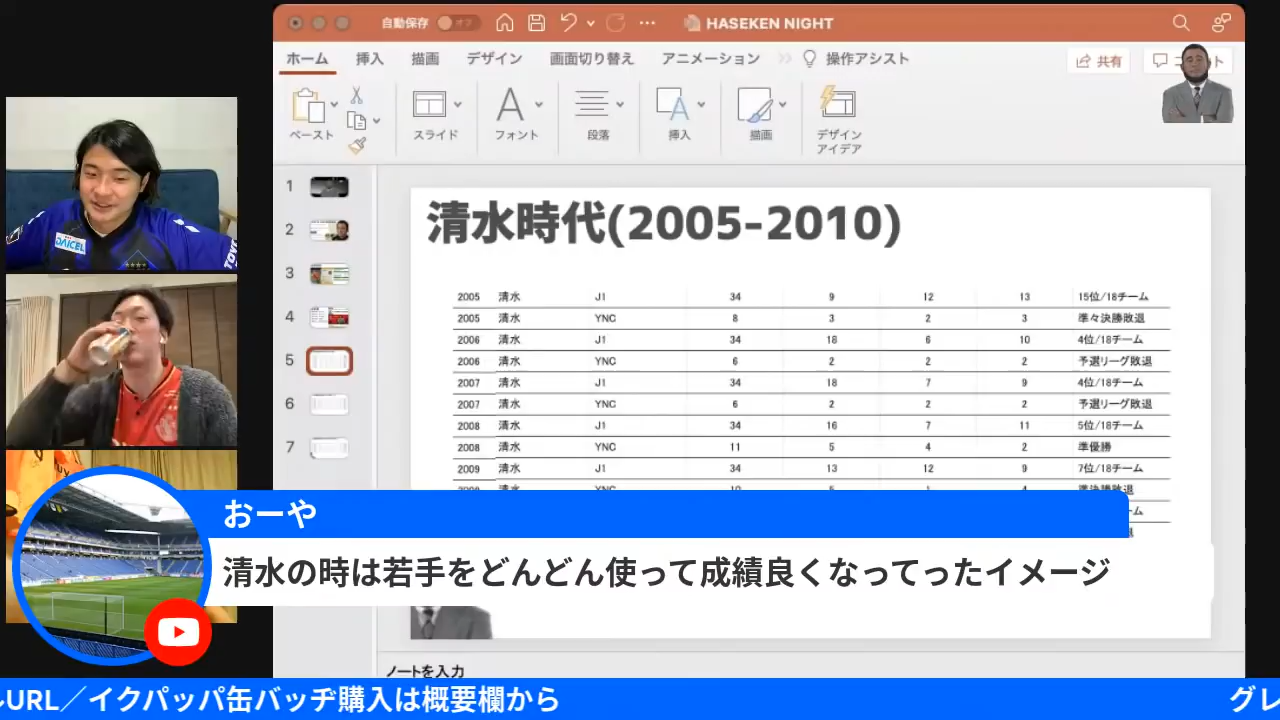 自動保存 オフ
HASEKEN NIGHT
ホーム 挿入 描画 デザイン 画面切り替え アニメーション 操作アシスト
共有
ペースト スライド フォント 段落 挿入 描画 デザイン
アイデア
1
2
3
4
5
6
7
清水時代(2005-2010)
2005 清水 J1 34 9 12 13 15位/18チーム
2005 清水 YNC 8 3 2 3 準々決勝敗退
2006 清水 J1 34 18 6 10 4位/18チーム
2006 清水 YNC 6 2 2 2 予選リーグ敗退
2007 清水 J1 34 18 7 9 4位/18チーム
2007 清水 YNC 6 2 2 2 予選リーグ敗退
2008 清水 J1 34 16 7 11 5位/18チーム
2008 清水 YNC 11 5 4 2 準優勝
2009 清水 J1 34 13 12 9 7位/18チーム
DAICEL
おーや
清水の時は若手をどんどん使って成績良くなってったイメージ
ノートを入力
URL／イクパッパ缶バッヂ購入は概要欄から
グレ